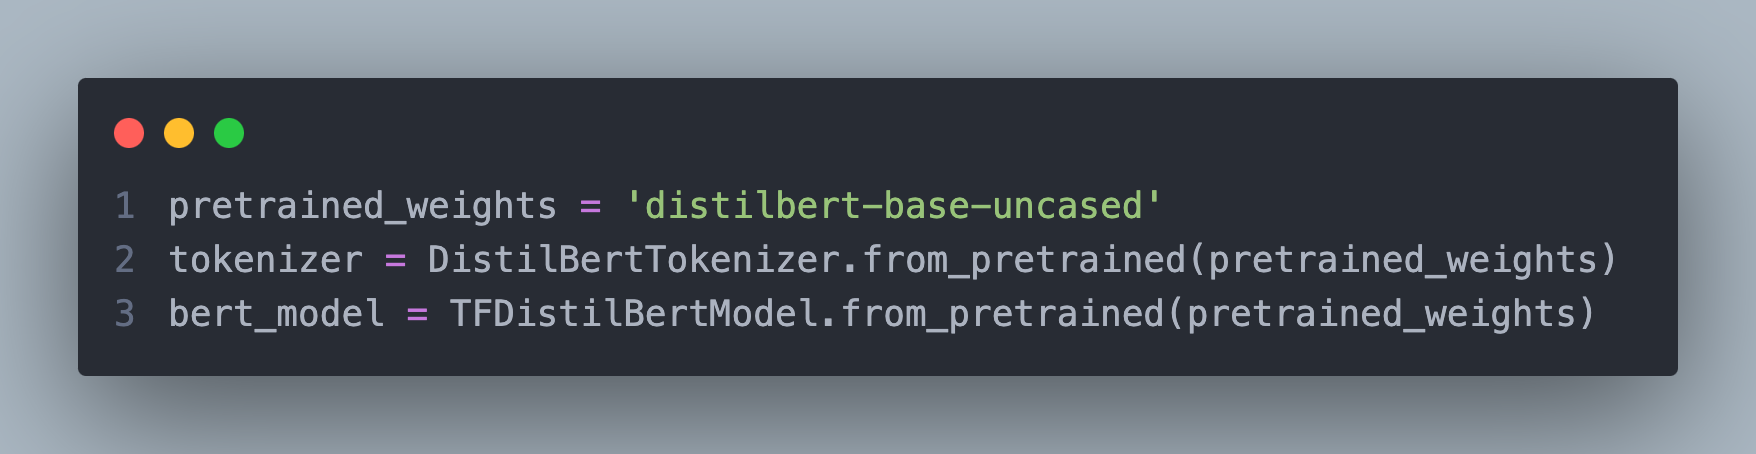 1 pretrained_weights = 'distilbert-base-uncased'
2 tokenizer = DistilBertTokenizer.from_pretrained(pretrained_weights)
3 bert_model = TFDistilBertModel.from_pretrained(pretrained_weights)